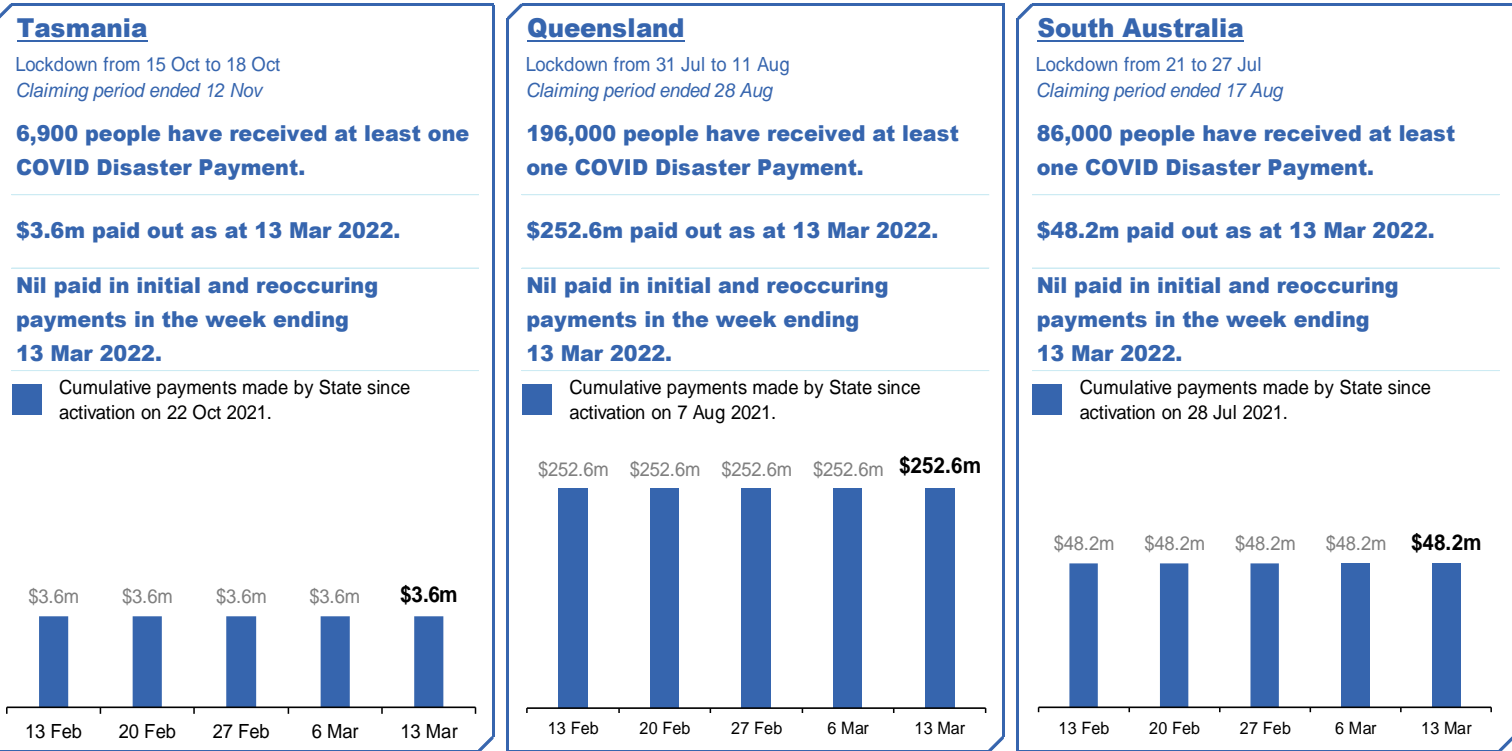 Tasmania
Lockdown from 15 Oct to 18 Oct
Claiming period ended 12 Nov
6,900 people have received at least one
COVID Disaster Payment.
$3.6m paid out as at 13 Mar 2022.
Nil paid in initial and reoccuring
payments in the week ending
13 Mar 2022.
Cumulative payments made by State since
activation on 22 Oct 2021.
$3.6m $3.6m $3.6m $3.6m $3.6m
13 Feb 20 Feb 27 Feb 6 Mar 13 Mar
Queensland
Lockdown from 31 Jul to 11 Aug
Claiming period ended 28 Aug
196,000 people have received at least
one COVID Disaster Payment.
$252.6m paid out as at 13 Mar 2022.
Nil paid in initial and reoccuring
payments in the week ending
13 Mar 2022.
Cumulative payments made by State since
activation on 7 Aug 2021.
$252.6m $252.6m $252.6m $252.6m $252.6m
13 Feb 20 Feb 27 Feb 6 Mar 13 Mar
South Australia
Lockdown from 21 to 27 Jul
Claiming period ended 17 Aug
86,000 people have received at least
one COVID Disaster Payment.
$48.2m paid out as at 13 Mar 2022.
Nil paid in initial and reoccuring
payments in the week ending
13 Mar 2022.
Cumulative payments made by State since
activation on 28 Jul 2021.
$48.2m $48.2m $48.2m $48.2m $48.2m
13 Feb 20 Feb 27 Feb 6 Mar 13 Mar